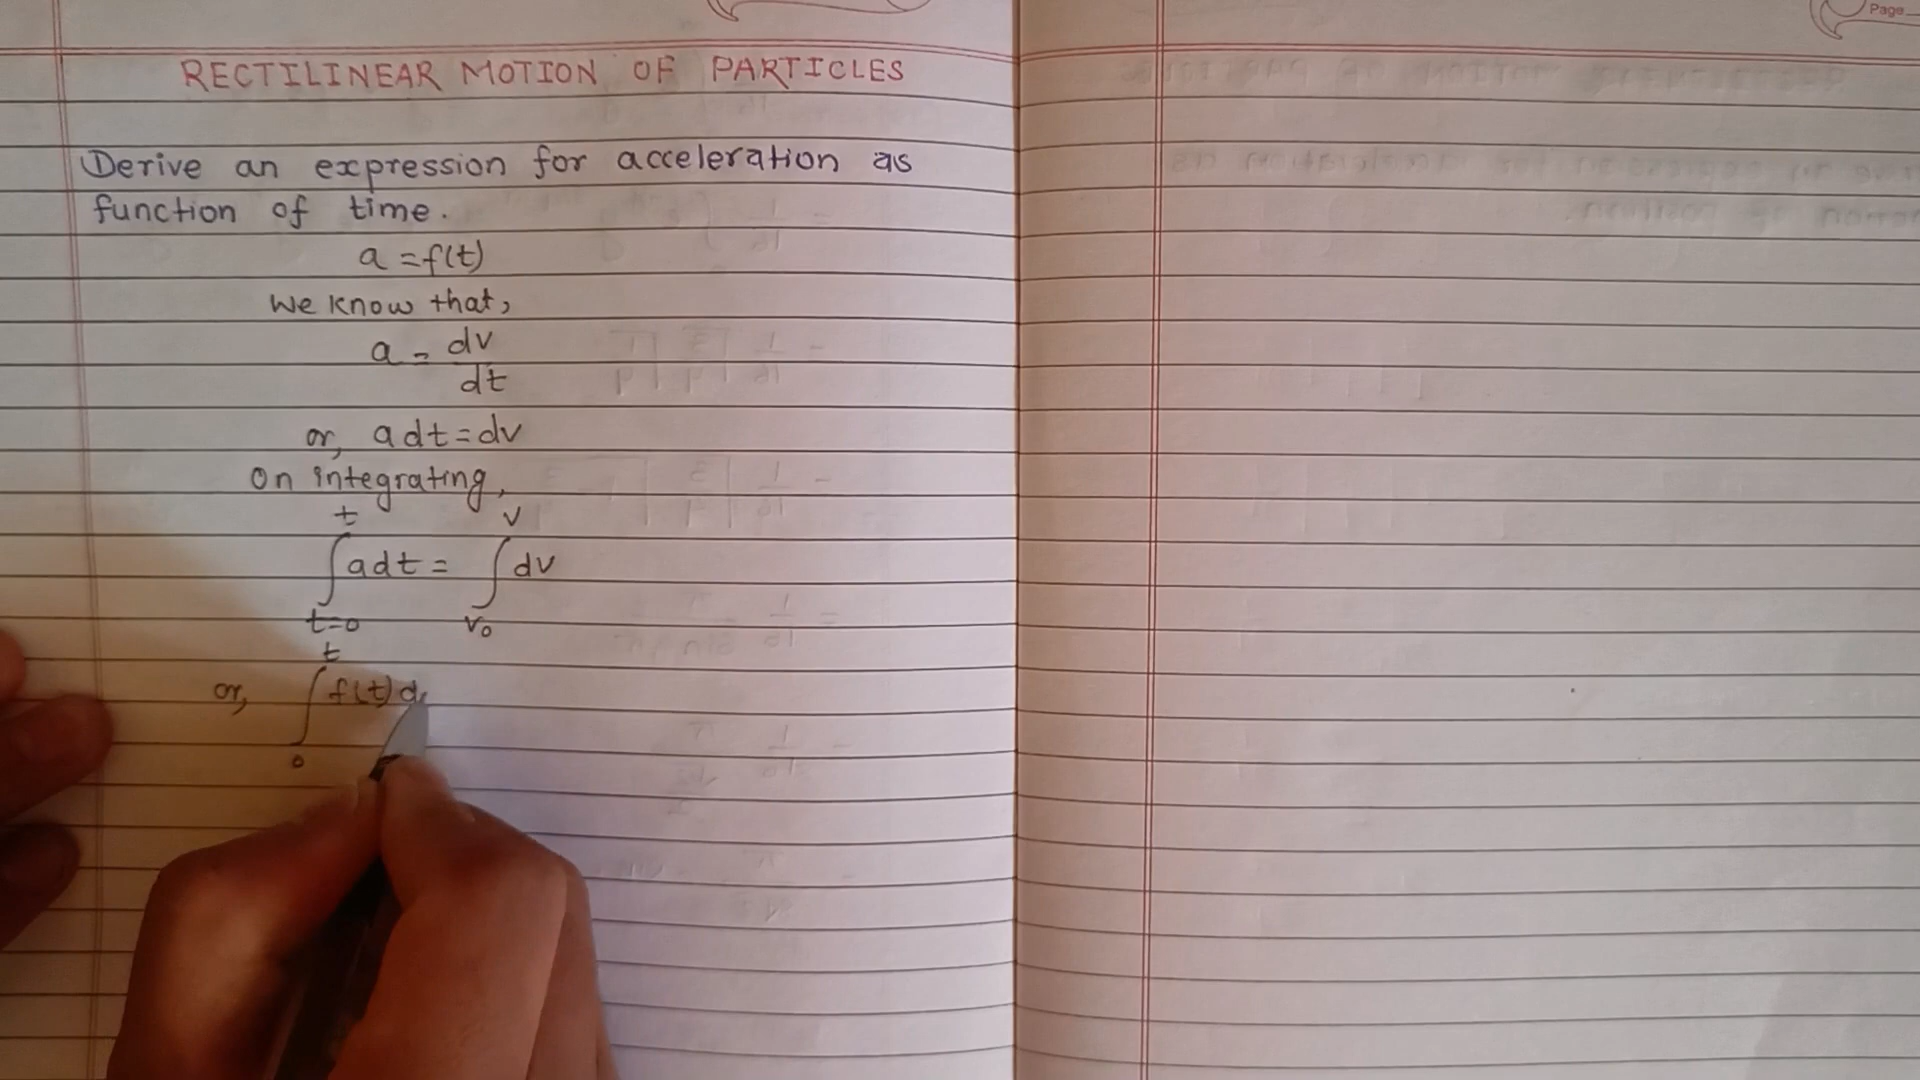 Page
RECTILINEAR MOTION OF PARTICLES
Derive an expression for acceleration as
function of time.
a = f(t)
We know that,
a = dv
dt
or, adt = dv
On integrating,
t v
∫adt = ∫dv
t=0 v₀
t
or, ∫f(t)d
0